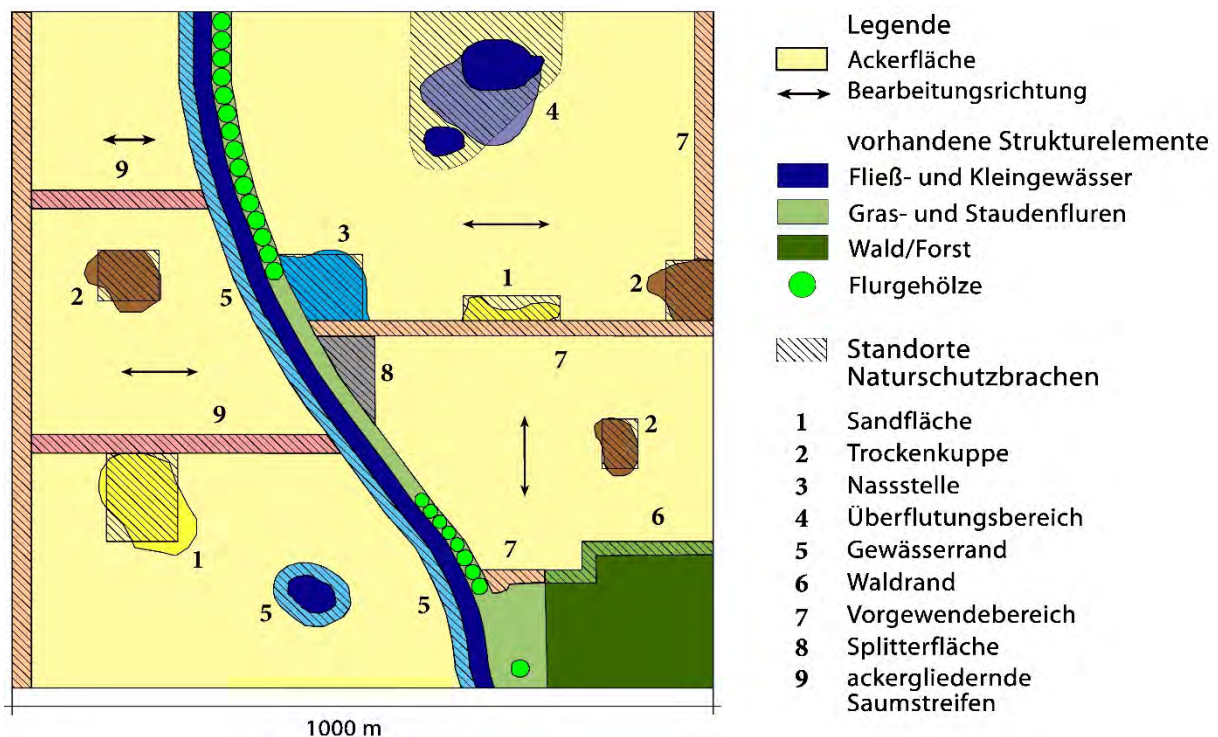 Legende
Ackerfläche
Bearbeitungsrichtung
vorhandene Strukturelemente
Fließ- und Kleingewässer
Gras- und Staudenfluren
Wald/Forst
Flurgehölze
Standorte
Naturschutzbrachen
1 Sandfläche
2 Trockenkuppe
3 Nassstelle
4 Überflutungsbereich
5 Gewässerrand
6 Waldrand
7 Vorgewendebereich
8 Splitterfläche
9 ackergliedernde
Saumstreifen
4
7
9
3
2
5
1
2
7
8
9
2
6
1
7
5
5
1000 m